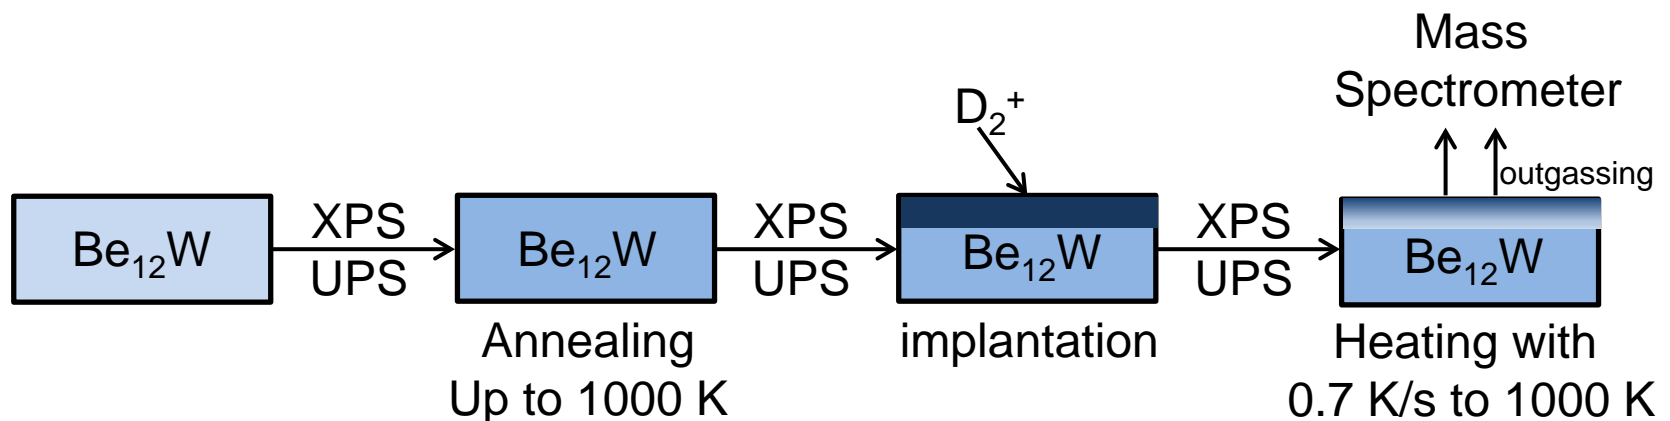 Be₁₂W
XPS
UPS
Be₁₂W
Annealing
Up to 1000 K
XPS
UPS
D₂⁺
Be₁₂W
implantation
XPS
UPS
Mass
Spectrometer
outgassing
Be₁₂W
Heating with
0.7 K/s to 1000 K